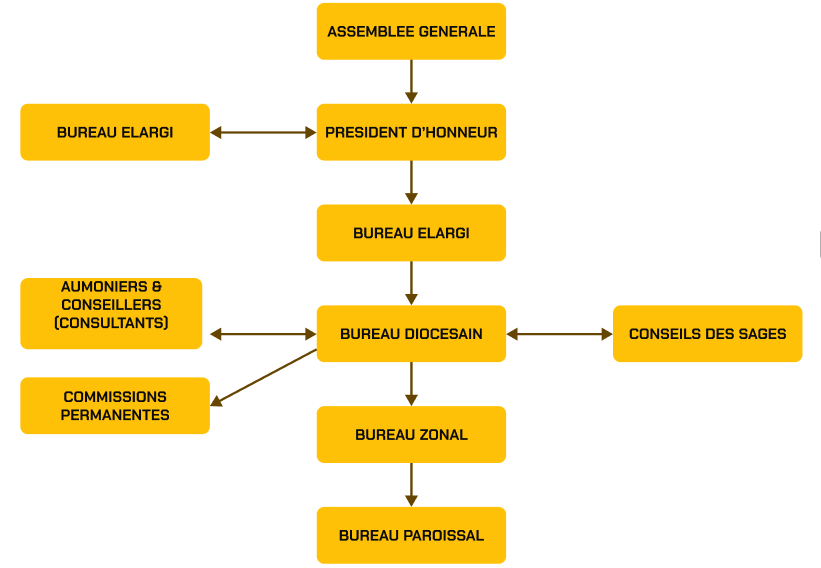 ASSEMBLEE GENERALE
BUREAU ELARGI
PRESIDENT D'HONNEUR
BUREAU ELARGI
AUMONIERS &
CONSEILLERS
(CONSULTANTS)
BUREAU DIOCESAIN
CONSEILS DES SAGES
COMMISSIONS
PERMANENTES
BUREAU ZONAL
BUREAU PAROISSAL